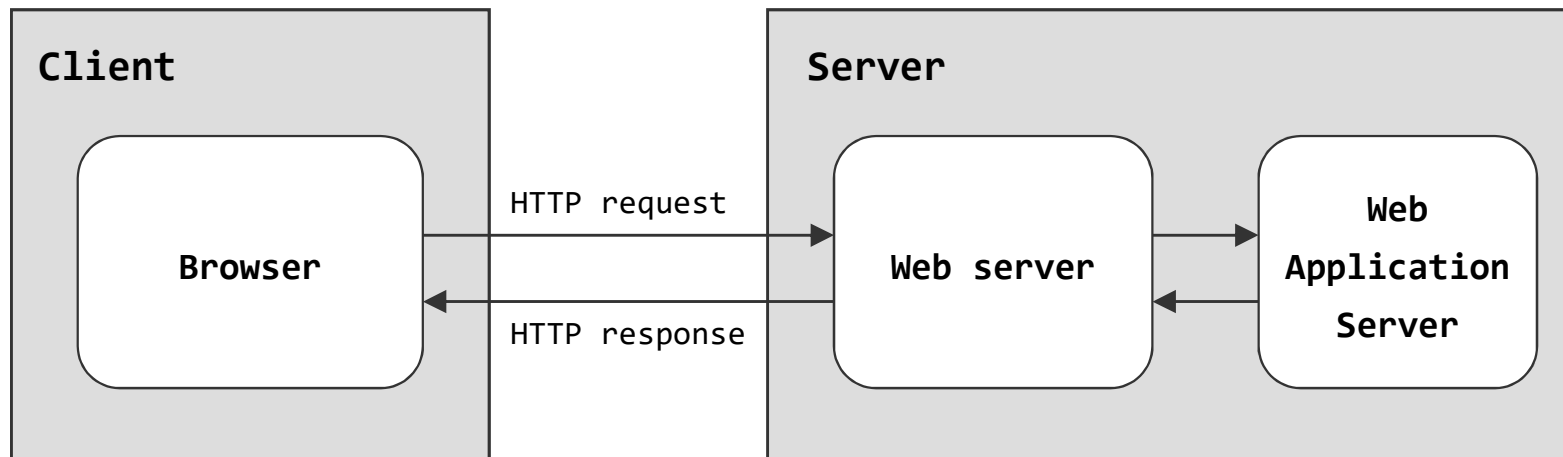 Client
Server
Browser
HTTP request
HTTP response
Web server
Web
Application
Server